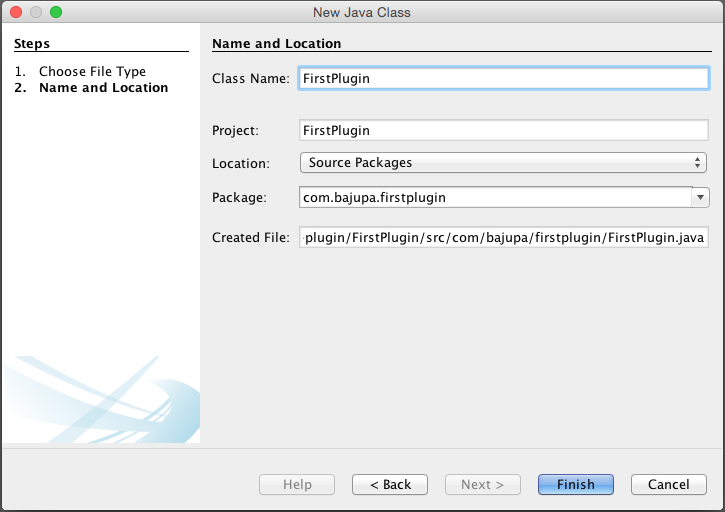 New Java Class
Steps
1. Choose File Type
2. Name and Location
Name and Location
Class Name: FirstPlugin
Project: FirstPlugin
Location: Source Packages
Package: com.bajupa.firstplugin
Created File: plugin/FirstPlugin/src/com/bajupa/firstplugin/FirstPlugin.java
Help < Back Next > Finish Cancel